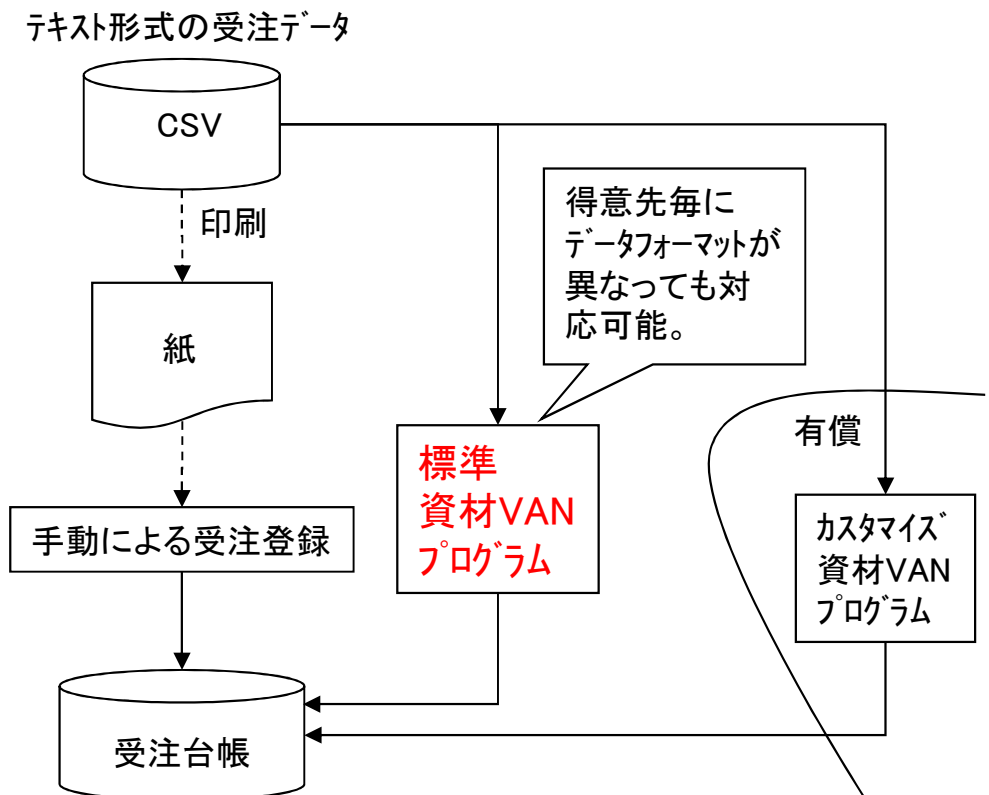 ﾃｷｽﾄ形式の受注ﾃﾞｰﾀ
CSV
印刷
得意先毎に
ﾃﾞｰﾀﾌｫｰﾏｯﾄが
異なっても対
応可能。
紙
有償
標準
資材VAN
ﾌﾟﾛｸﾞﾗﾑ
手動による受注登録
ｶｽﾀﾏｲｽﾞ
資材VAN
ﾌﾟﾛｸﾞﾗﾑ
受注台帳